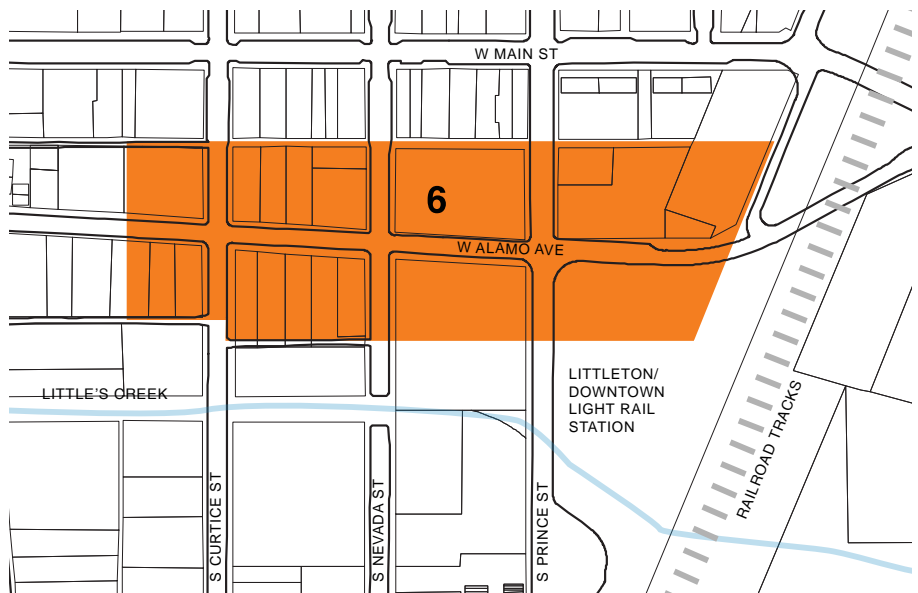 W MAIN ST
6
W ALAMO AVE
LITTLE'S CREEK
LITTLETON/
DOWNTOWN
LIGHT RAIL
STATION
RAILROAD TRACKS
S CURTICE ST
S NEVADA ST
S PRINCE ST